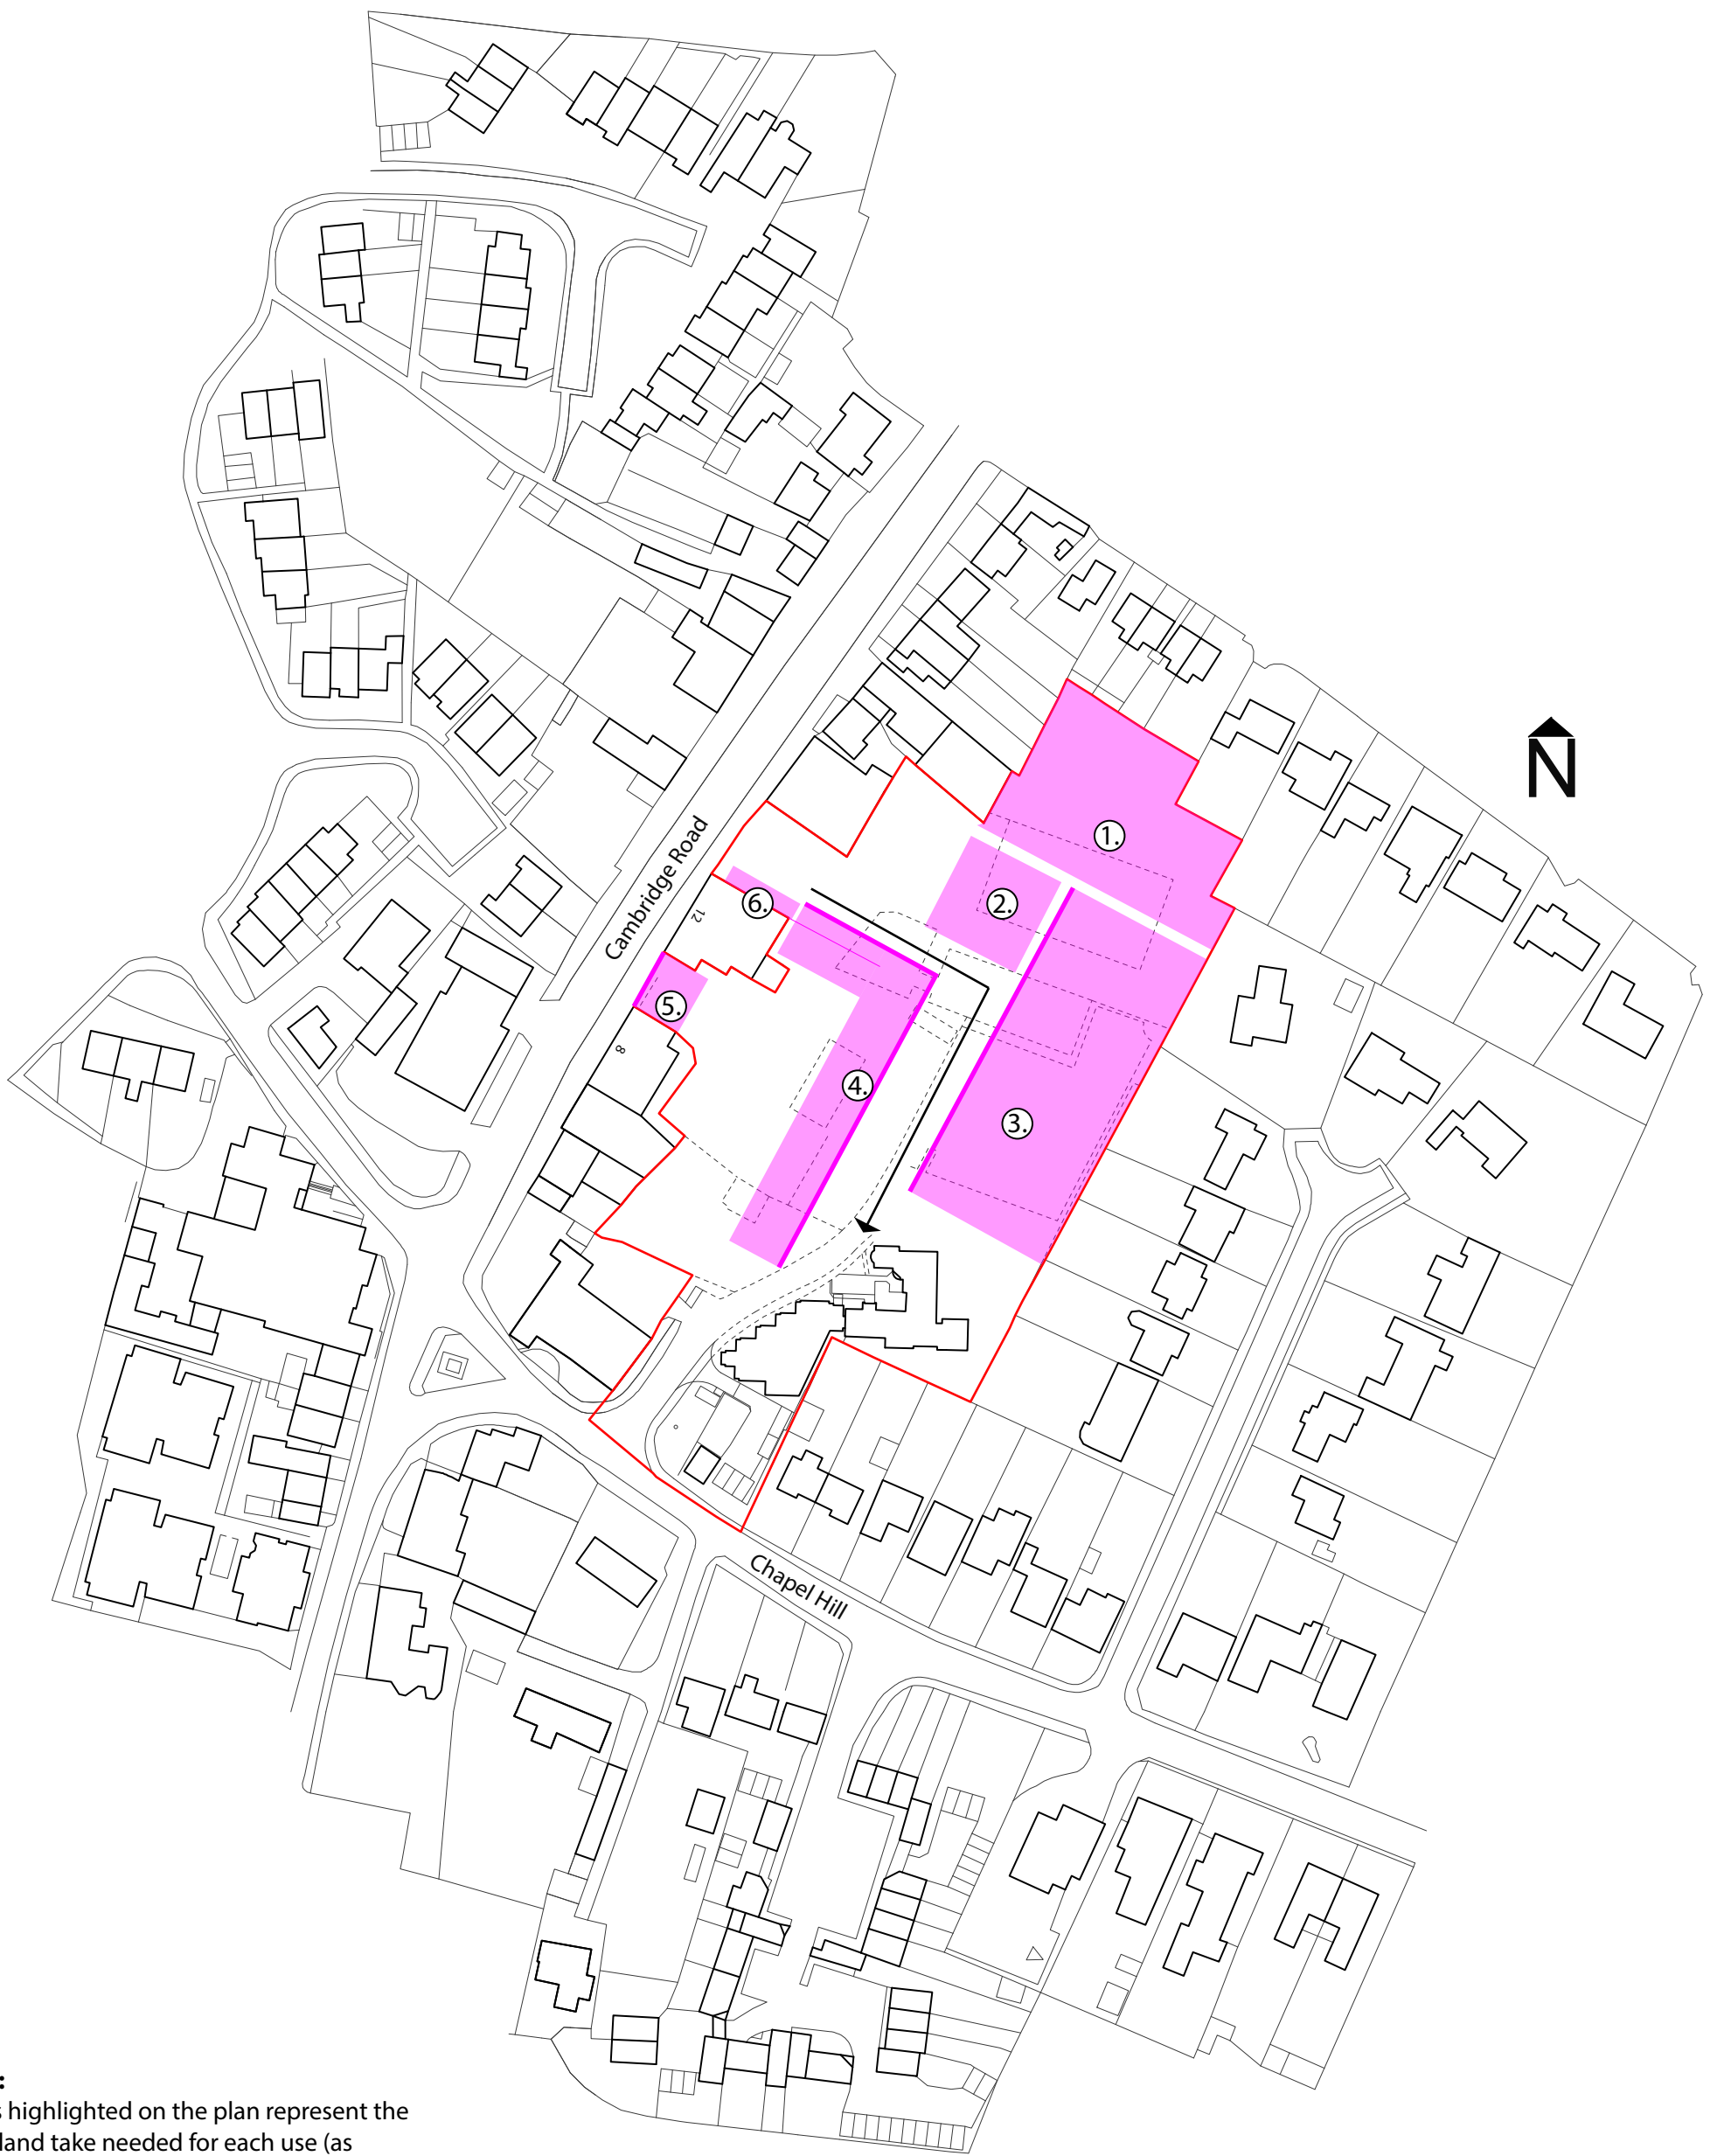 N
1.
2.
Cambridge Road
6.
12
5.
8
4.
3.
Chapel Hill
:
s highlighted on the plan represent the
land take needed for each use (as